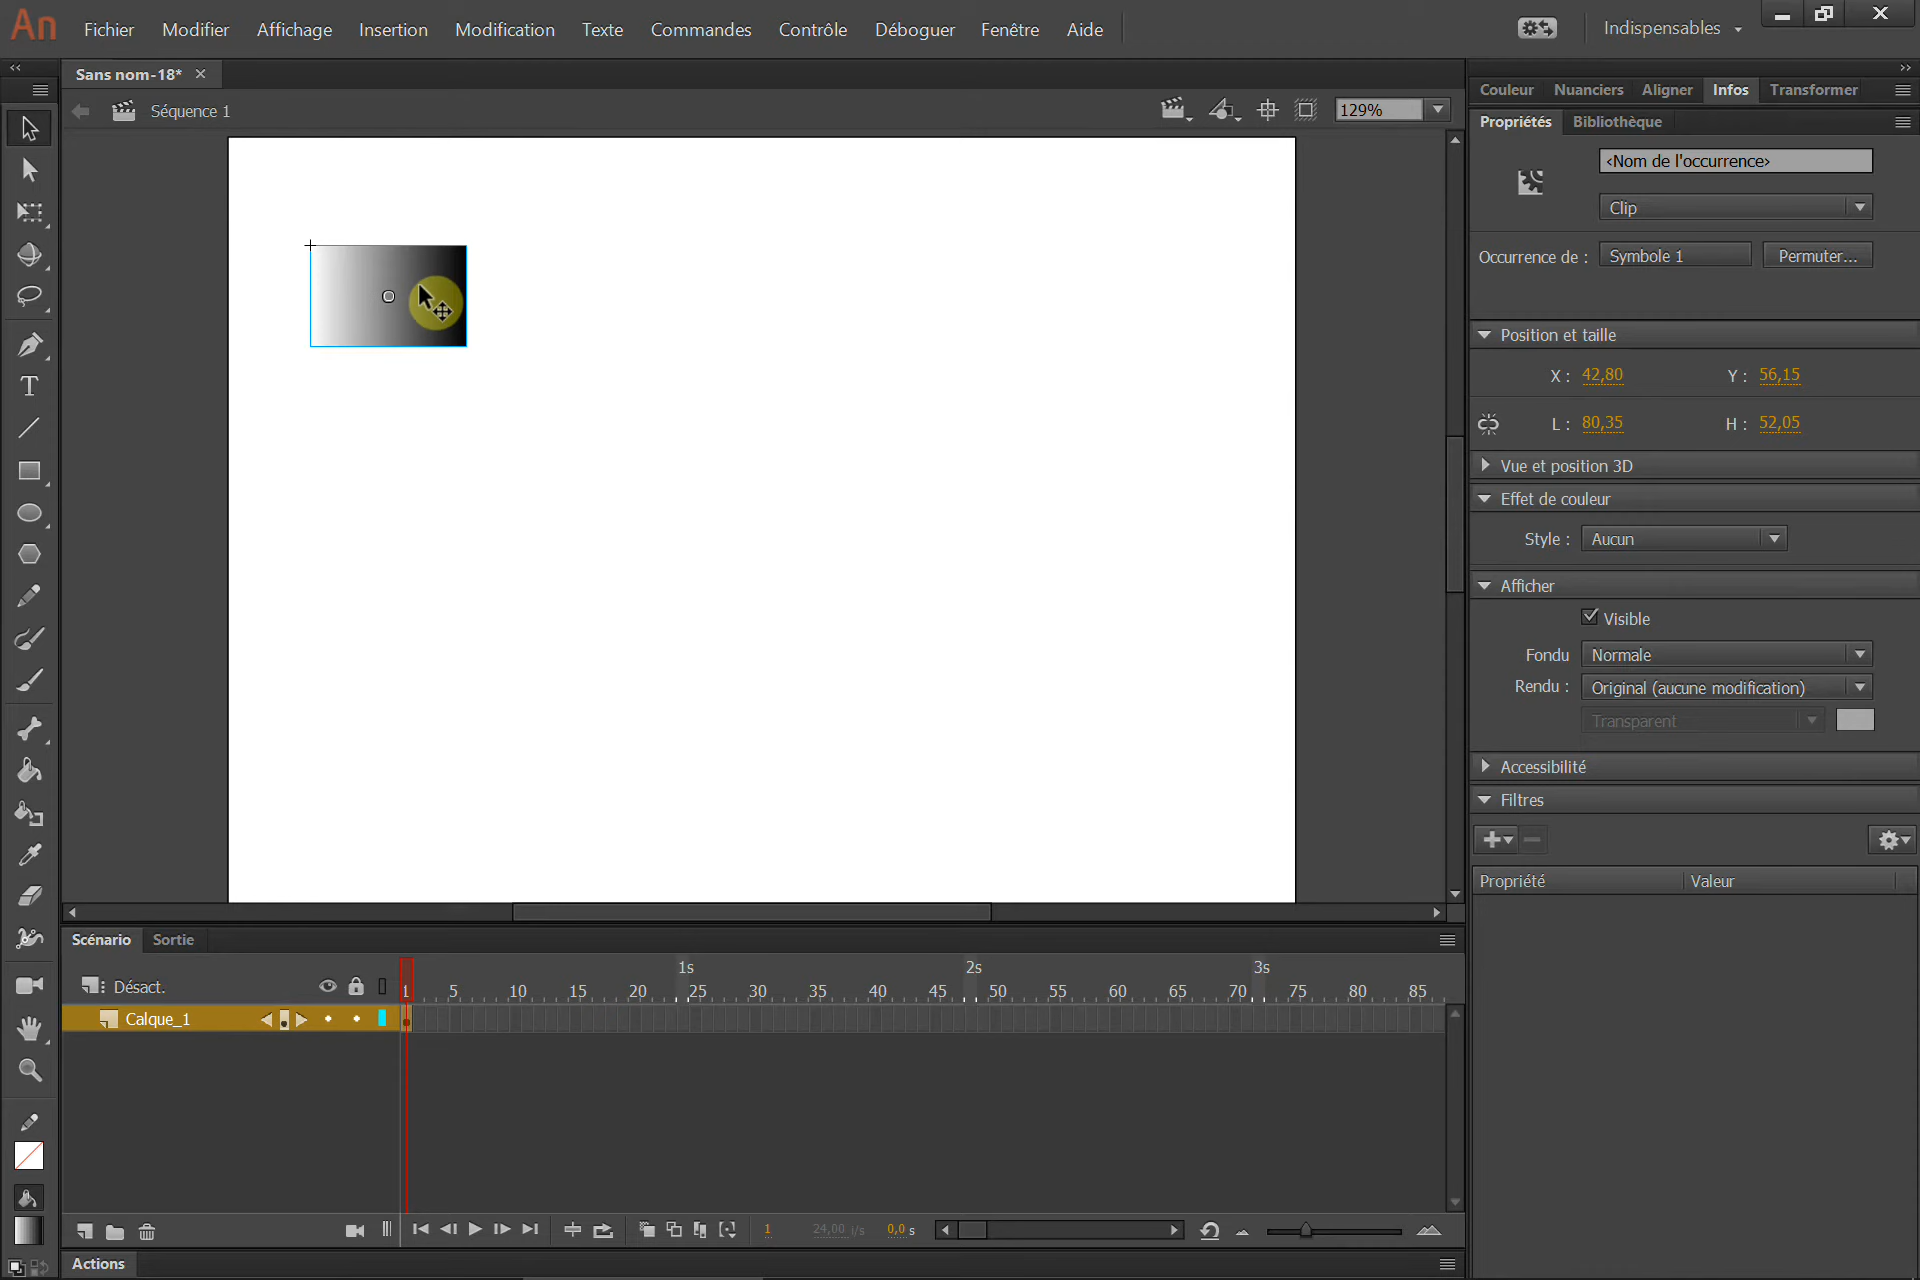 An Fichier Modifier Affichage Insertion Modification Texte Commandes Contrôle Déboguer Fenêtre Aide Indispensables
Sans nom-18*
Séquence 1
129%
Couleur Nuanciers Aligner Infos Transformer
Propriétés Bibliothèque
<Nom de l'occurrence>
Clip
Occurrence de : Symbole 1 Permuter...
Position et taille
X : 42,80 Y : 56,15
L : 80,35 H : 52,05
Vue et position 3D
Effet de couleur
Style : Aucun
Afficher
Visible
Fondu Normale
Rendu : Original (aucune modification)
Transparent
Accessibilité
Filtres
Propriété Valeur
Scénario Sortie
1s 2s 3s
Désact. 1 5 10 15 20 25 30 35 40 45 50 55 60 65 70 75 80 85
Calque_1
1 24,00 i/s 0,0 s
Actions